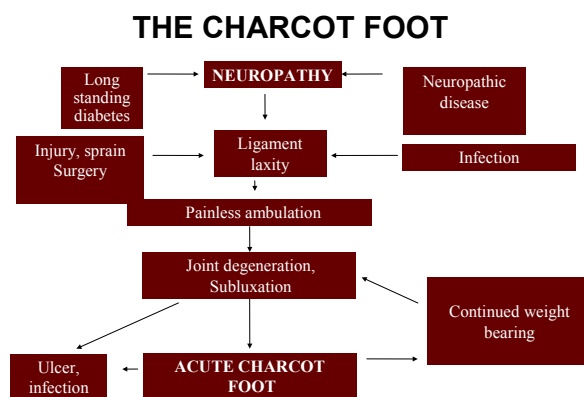 THE CHARCOT FOOT
Long
standing
diabetes
NEUROPATHY
Neuropathic
disease
Injury, sprain
Surgery
Ligament
laxity
Infection
Painless ambulation
Joint degeneration,
Subluxation
Continued weight
bearing
Ulcer,
infection
ACUTE CHARCOT
FOOT